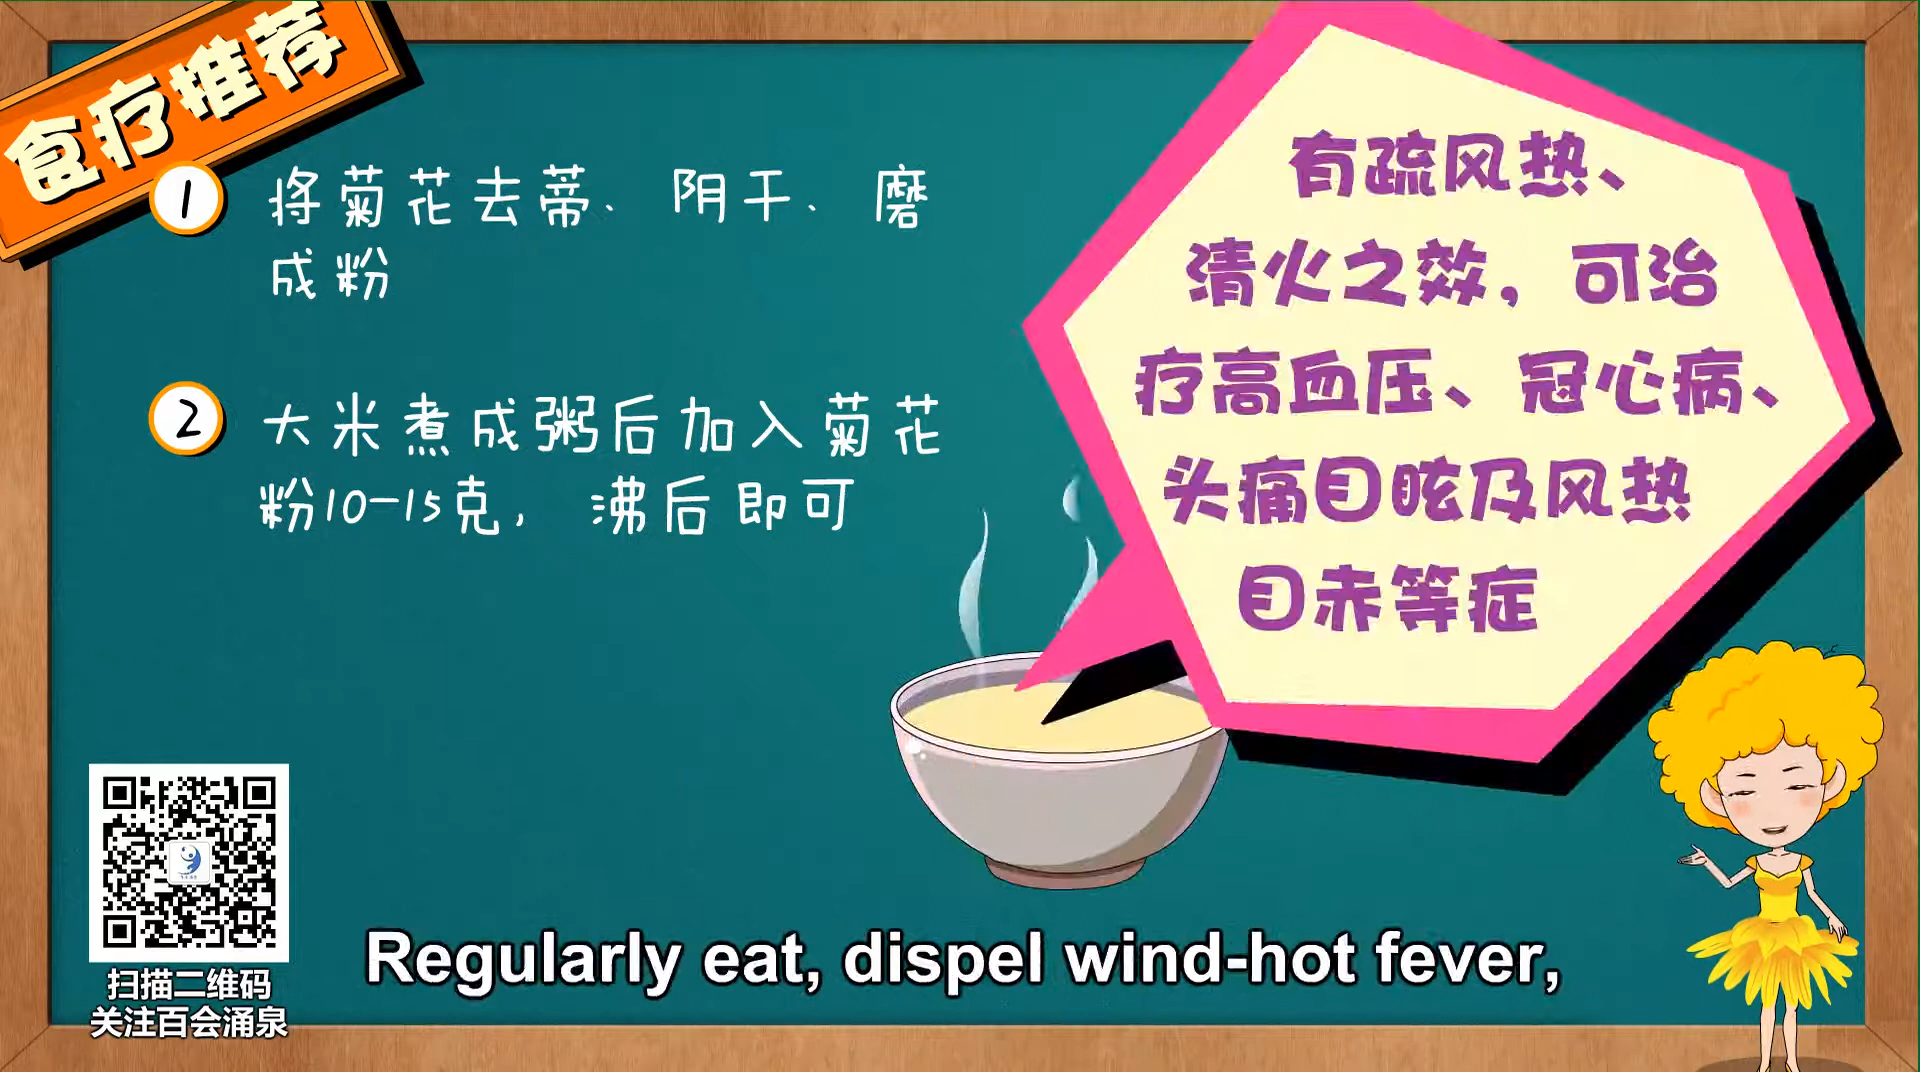 食疗推荐
1
将菊花去蒂、阴干、磨
成粉
2
大米煮成粥后加入菊花
粉10-15克，沸后即可
有疏风热、
清火之效，可治
疗高血压、冠心病、
头痛目眩及风热
目赤等症
扫描二维码
关注百会涌泉
Regularly eat, dispel wind-hot fever,